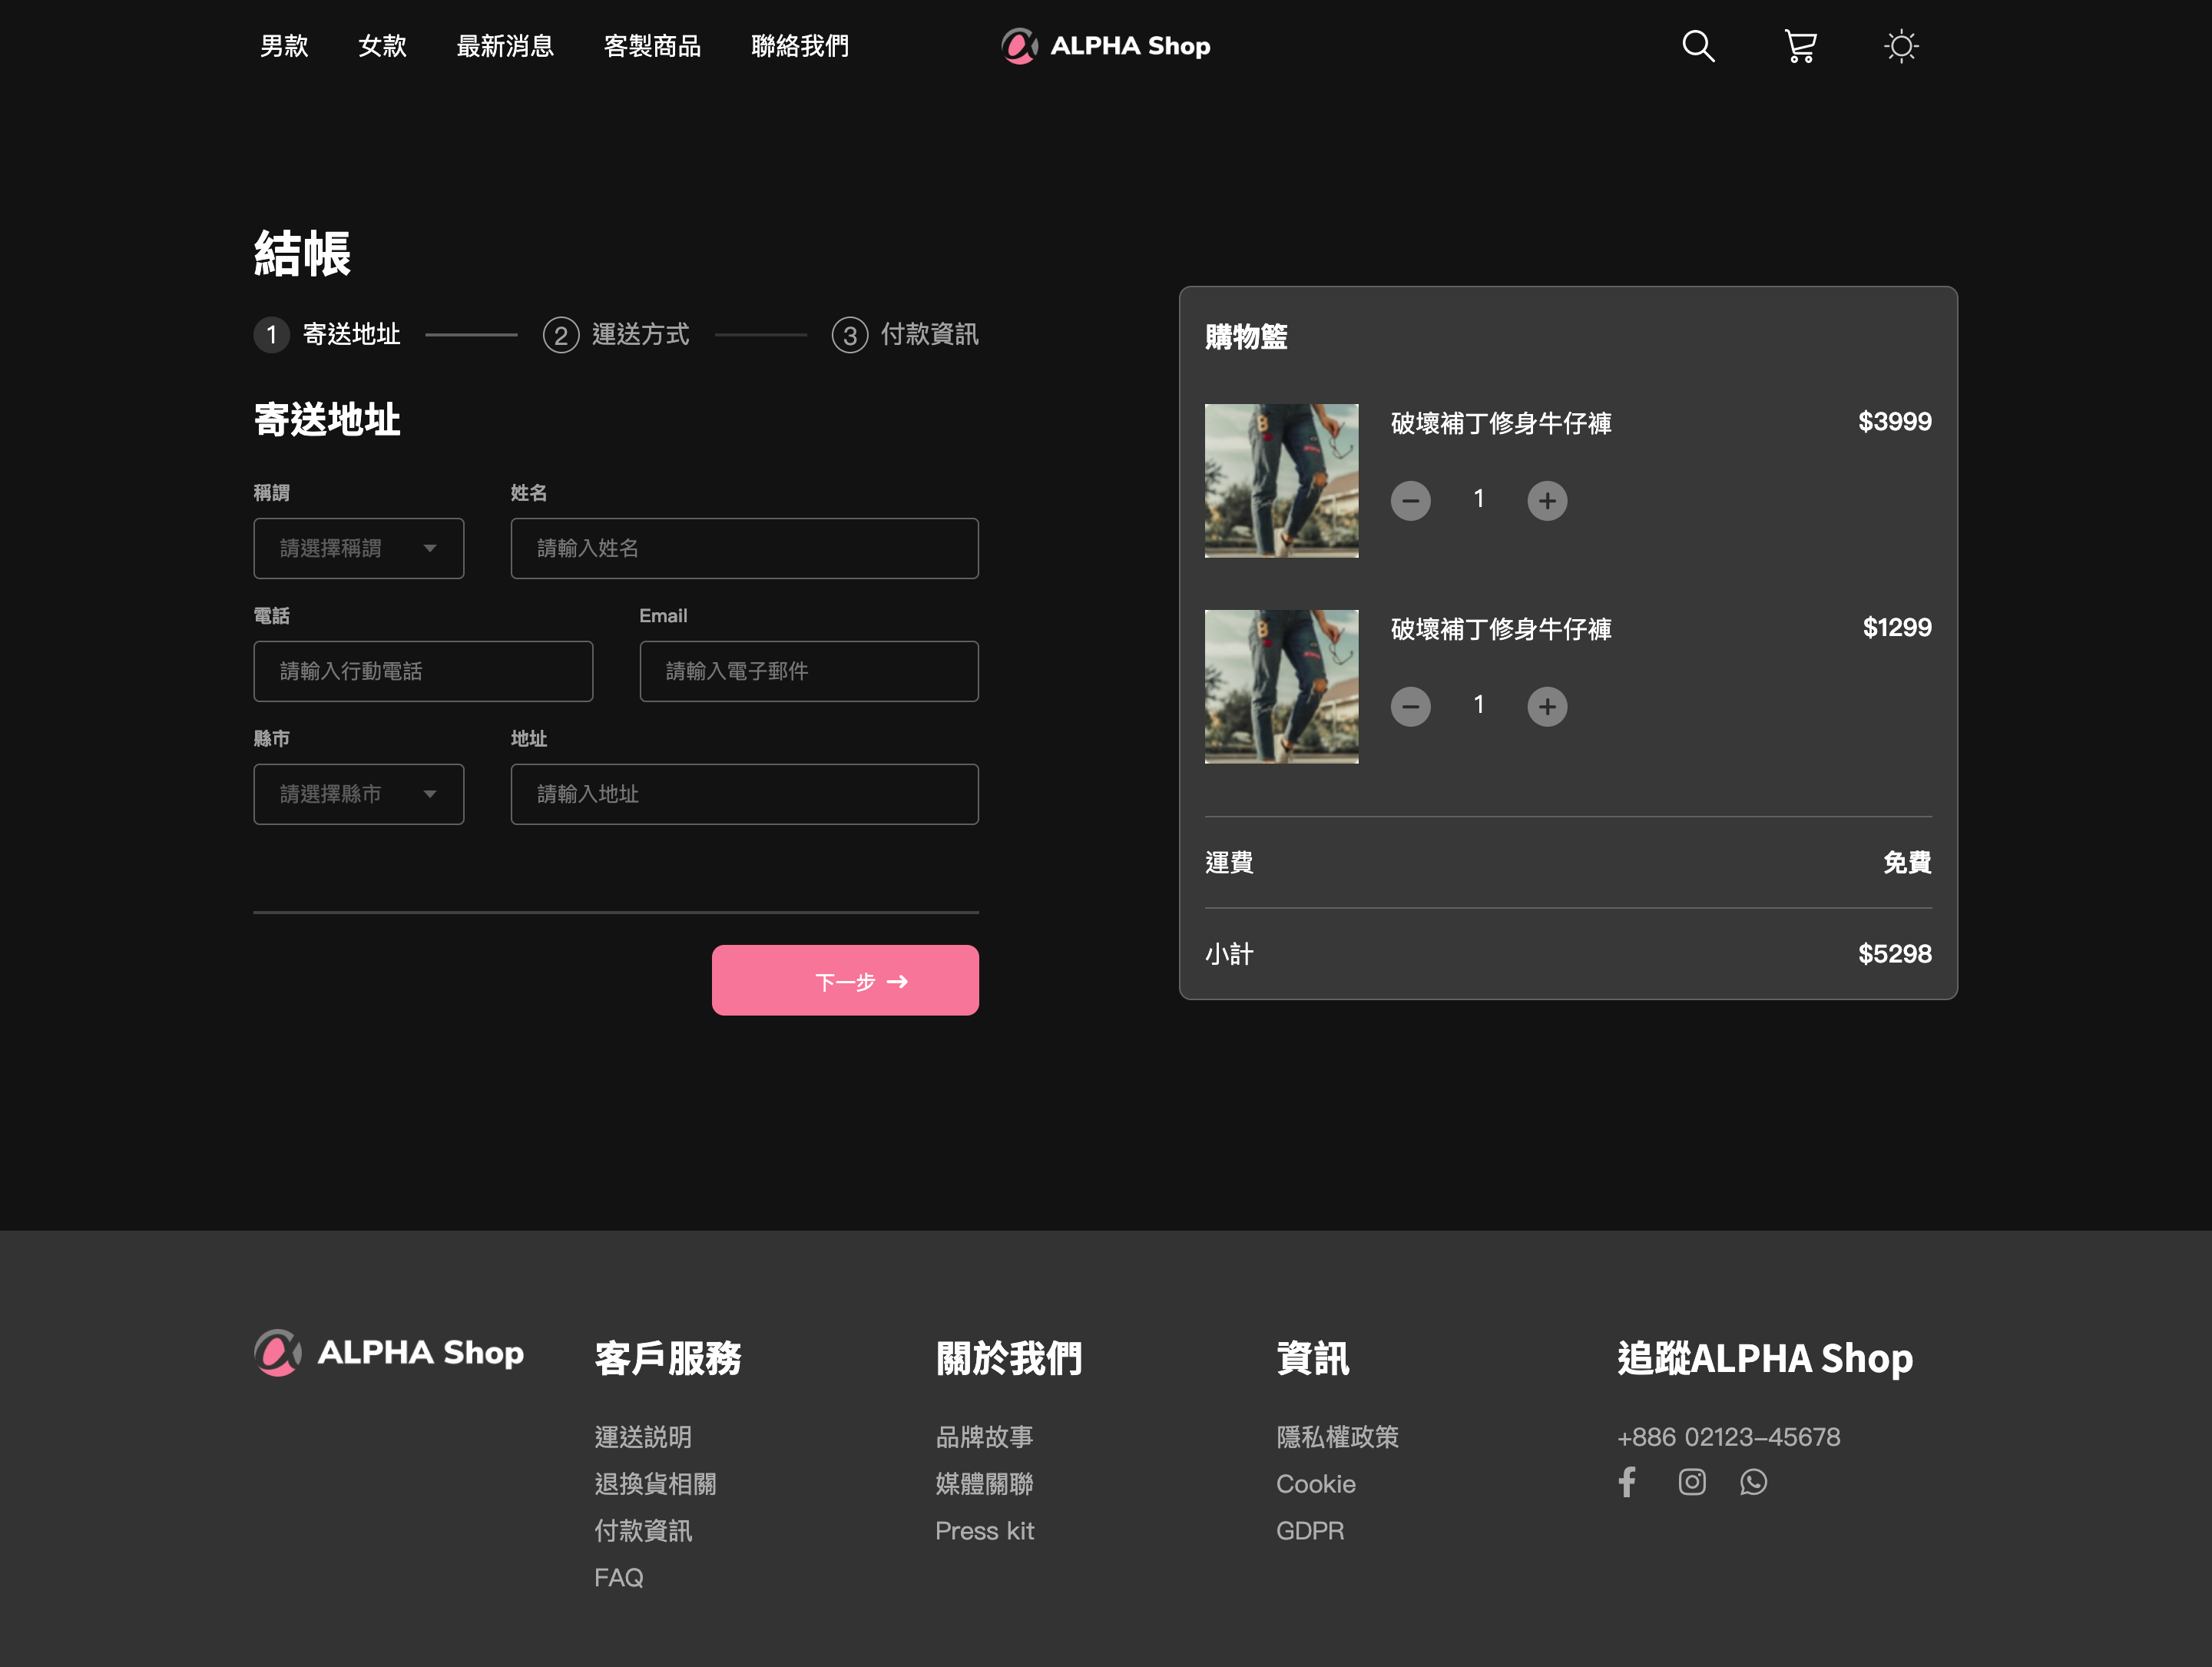 男款 女款 最新消息 客製商品 聯絡我們 ALPHA Shop
結帳
1 寄送地址 2 運送方式 3 付款資訊
寄送地址
稱謂 姓名
請選擇稱謂 請輸入姓名
電話 Email
請輸入行動電話 請輸入電子郵件
縣市 地址
請選擇縣市 請輸入地址
下一步
購物籃
破壞補丁修身牛仔褲 $3999
1
破壞補丁修身牛仔褲 $1299
1
運費 免費
小計 $5298
ALPHA Shop
客戶服務
運送説明
退換貨相關
付款資訊
FAQ
關於我們
品牌故事
媒體關聯
Press kit
資訊
隱私權政策
Cookie
GDPR
追蹤ALPHA Shop
+886 02123-45678